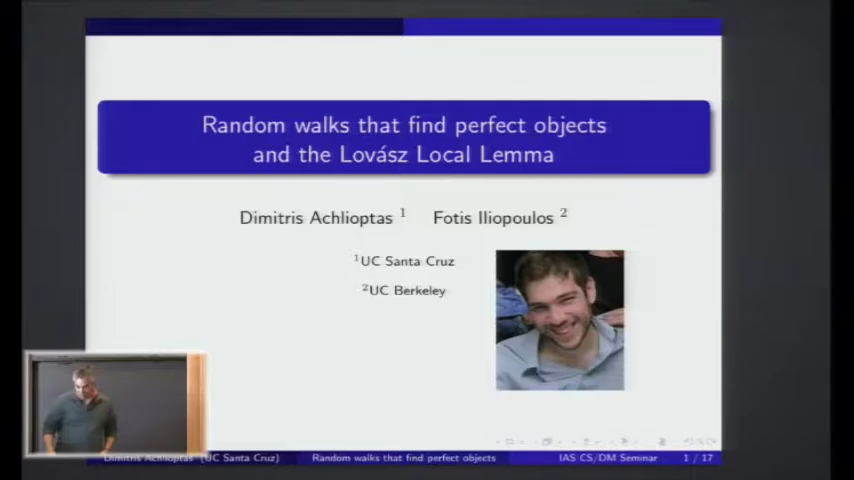 Random walks that find perfect objects
and the Lovász Local Lemma
Dimitris Achlioptas ¹ Fotis Iliopoulos ²
¹UC Santa Cruz
²UC Berkeley
Dimitris Achlioptas (UC Santa Cruz) Random walks that find perfect objects IAS CS/DM Seminar 1 / 17